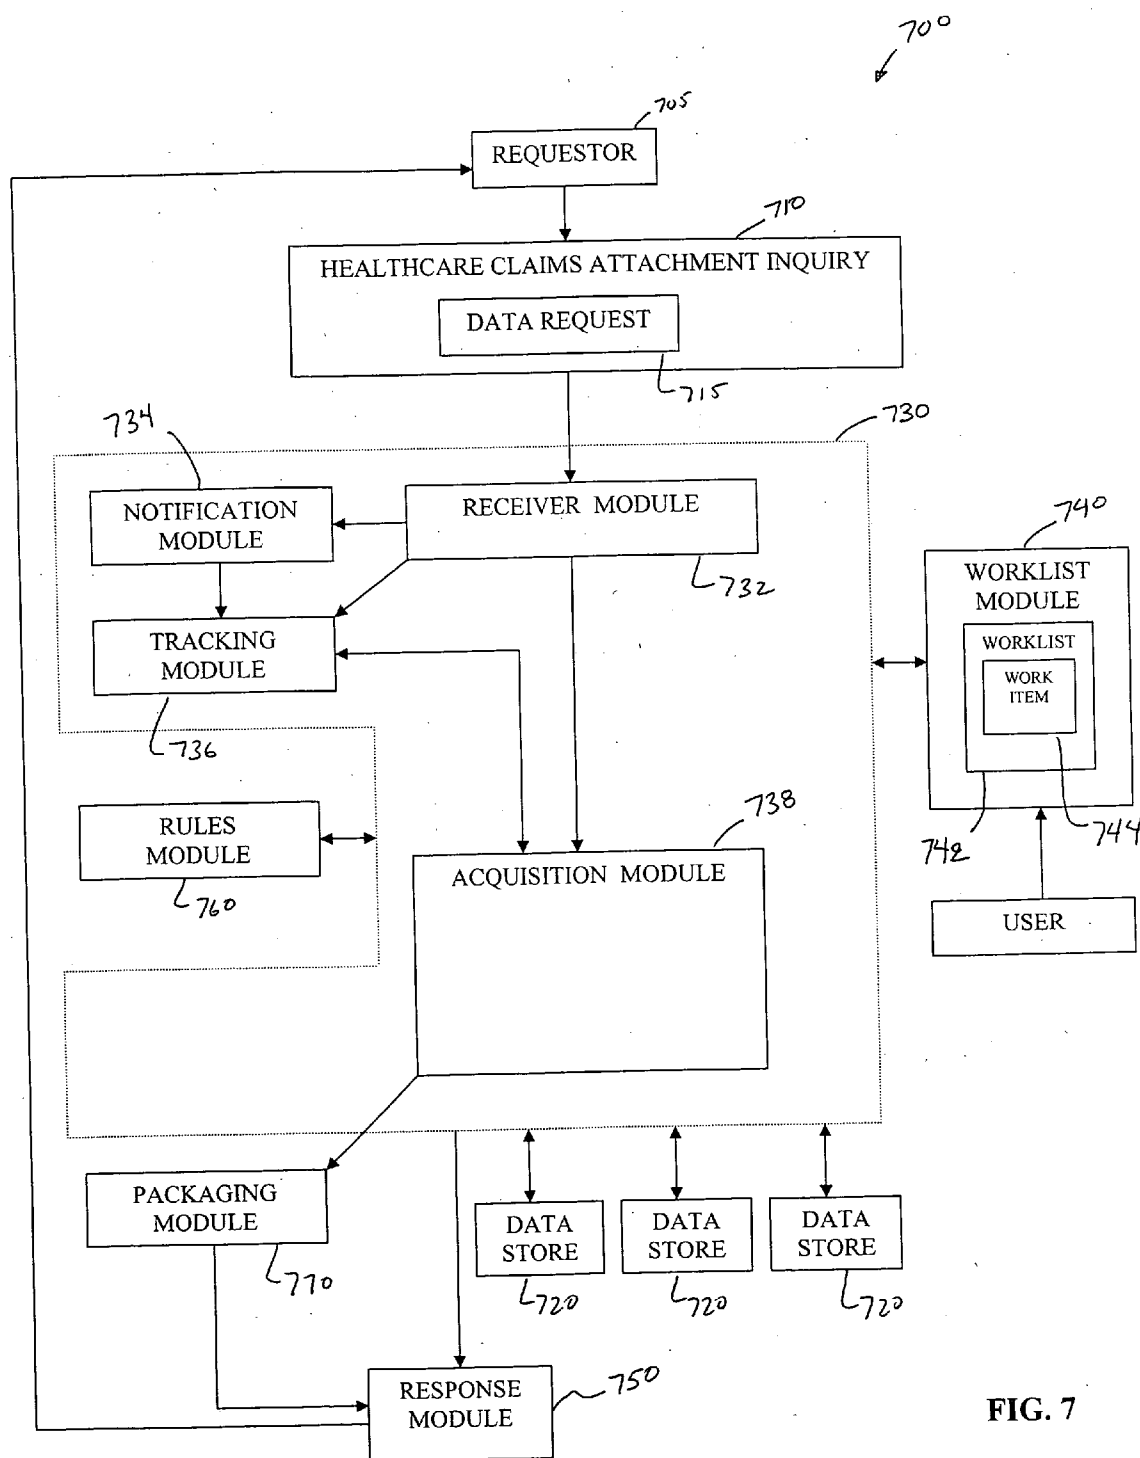 700
705
REQUESTOR
710
HEALTHCARE CLAIMS ATTACHMENT INQUIRY
DATA REQUEST
715
734
730
NOTIFICATION
MODULE
RECEIVER MODULE
732
740
WORKLIST
MODULE
WORKLIST
WORK
ITEM
TRACKING
MODULE
736
738
742
744
RULES
MODULE
760
ACQUISITION MODULE
USER
PACKAGING
MODULE
770
DATA
STORE
720
DATA
STORE
720
DATA
STORE
720
RESPONSE
MODULE
750
FIG. 7